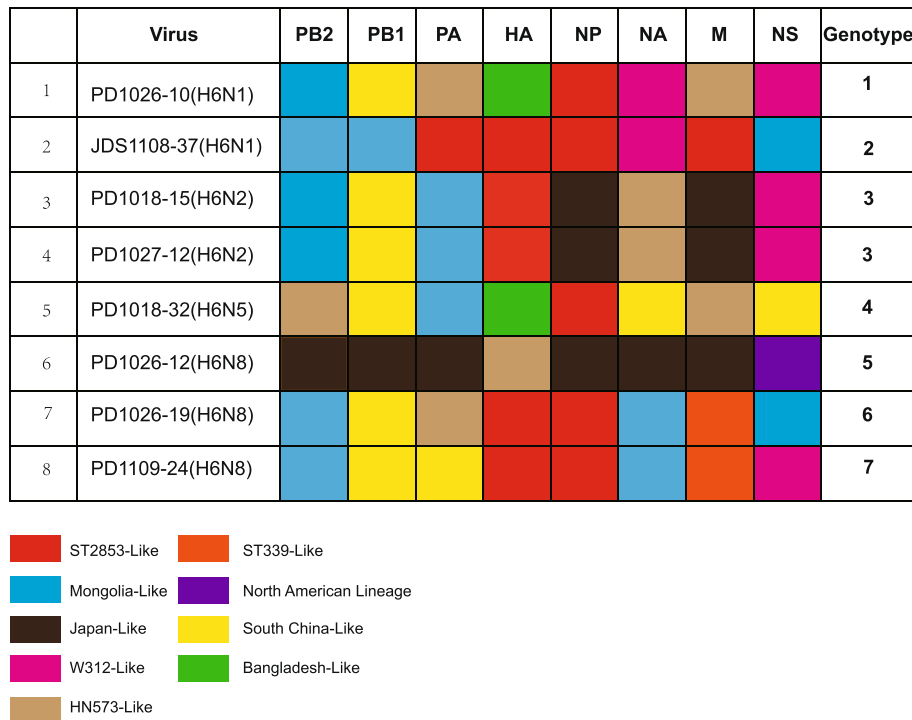 Virus PB2 PB1 PA HA NP NA M NS Genotype
1 PD1026-10(H6N1) 1
2 JDS1108-37(H6N1) 2
3 PD1018-15(H6N2) 3
4 PD1027-12(H6N2) 3
5 PD1018-32(H6N5) 4
6 PD1026-12(H6N8) 5
7 PD1026-19(H6N8) 6
8 PD1109-24(H6N8) 7
ST2853-Like ST339-Like
Mongolia-Like North American Lineage
Japan-Like South China-Like
W312-Like Bangladesh-Like
HN573-Like